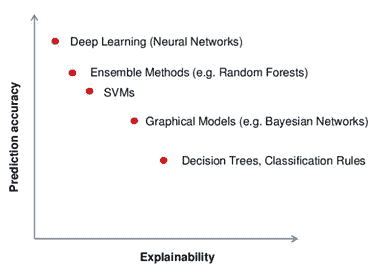 Deep Learning (Neural Networks)
Ensemble Methods (e.g. Random Forests)
SVMs
Graphical Models (e.g. Bayesian Networks)
Decision Trees, Classification Rules
Prediction accuracy
Explainability